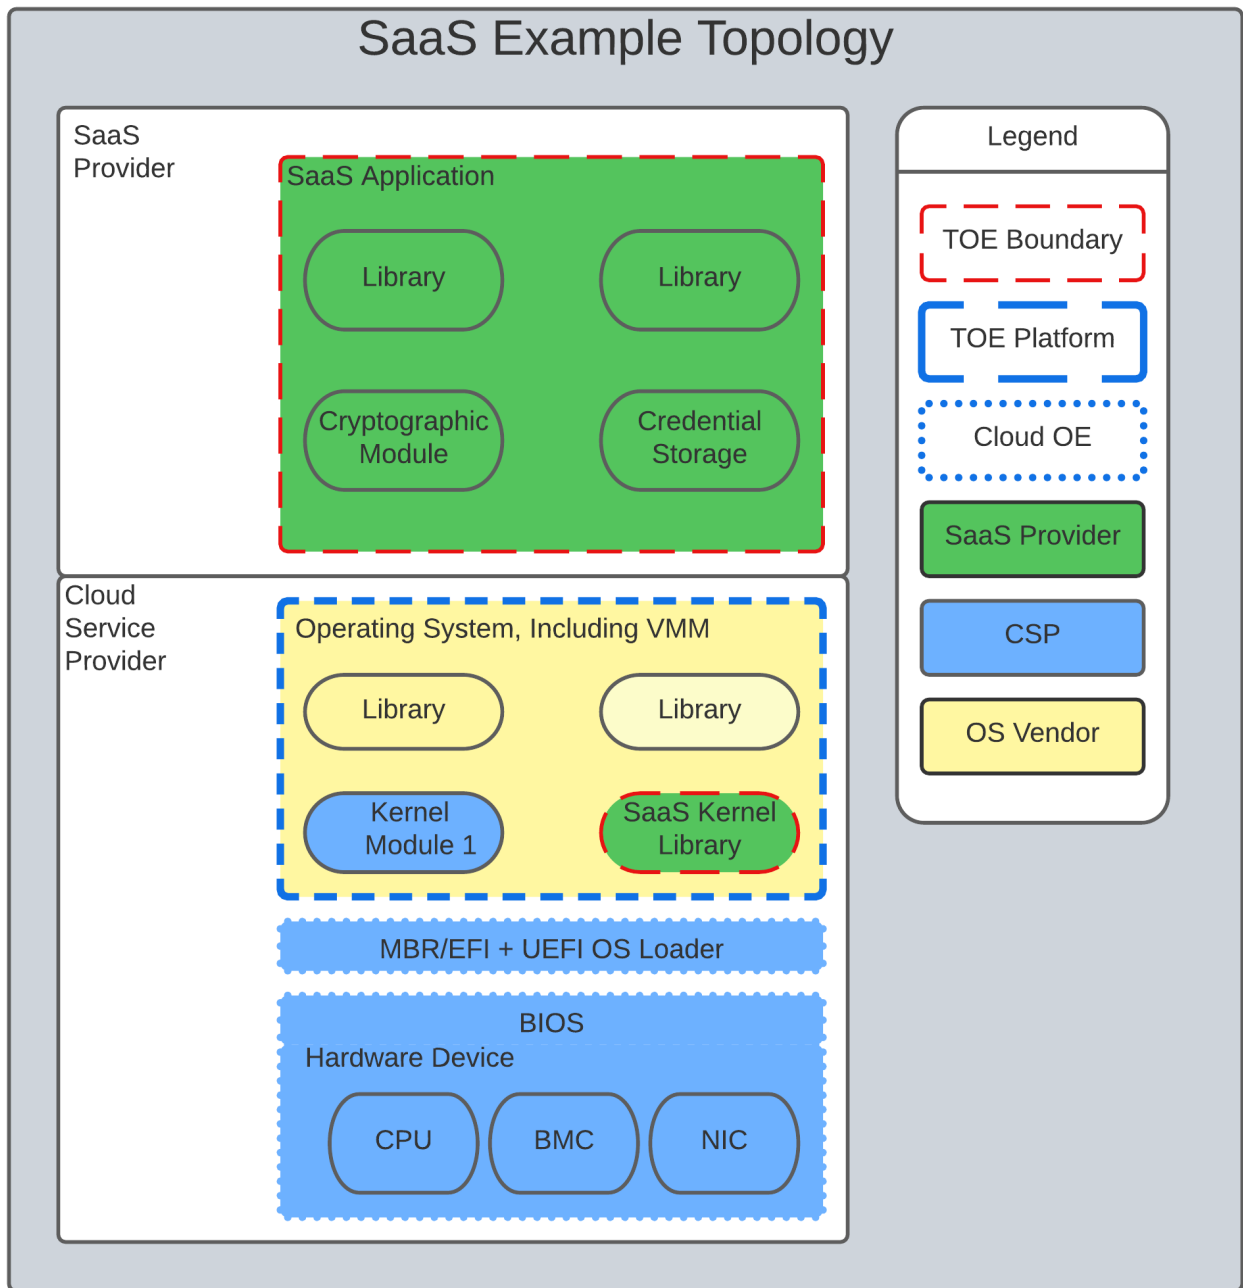 SaaS Example Topology
SaaS
Provider
SaaS Application
Library
Library
Cryptographic
Module
Credential
Storage
Cloud
Service
Provider
Operating System, Including VMM
Library
Library
Kernel
Module 1
SaaS Kernel
Library
MBR/EFI + UEFI OS Loader
BIOS
Hardware Device
CPU
BMC
NIC
Legend
TOE Boundary
TOE Platform
Cloud OE
SaaS Provider
CSP
OS Vendor